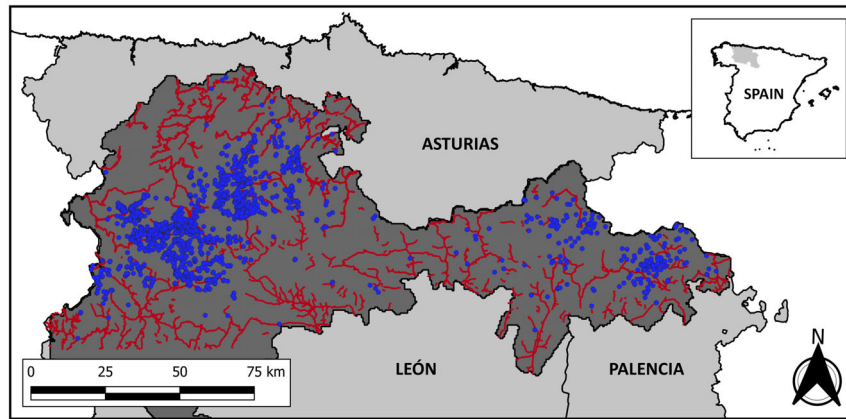 SPAIN
ASTURIAS
N
LEÓN
PALENCIA
0 25 50 75 km